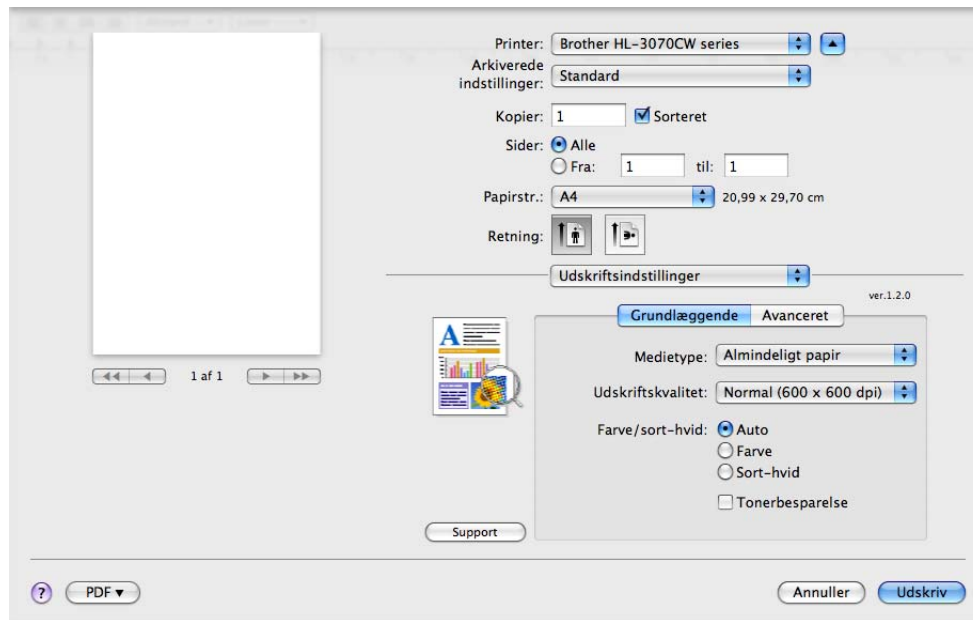 Printer: Brother HL-3070CW series
Arkiverede
indstillinger: Standard
Kopier: 1 Sorteret
Sider: Alle
Fra: 1 til: 1
Papirstr.: A4 20,99 x 29,70 cm
Retning:
Udskriftsindstillinger
ver.1.2.0
Grundlæggende Avanceret
A
Medietype: Almindeligt papir
Udskriftskvalitet: Normal (600 x 600 dpi)
Farve/sort-hvid: Auto
Farve
Sort-hvid
Tonerbesparelse
1 af 1
Support
? PDF Annuller Udskriv